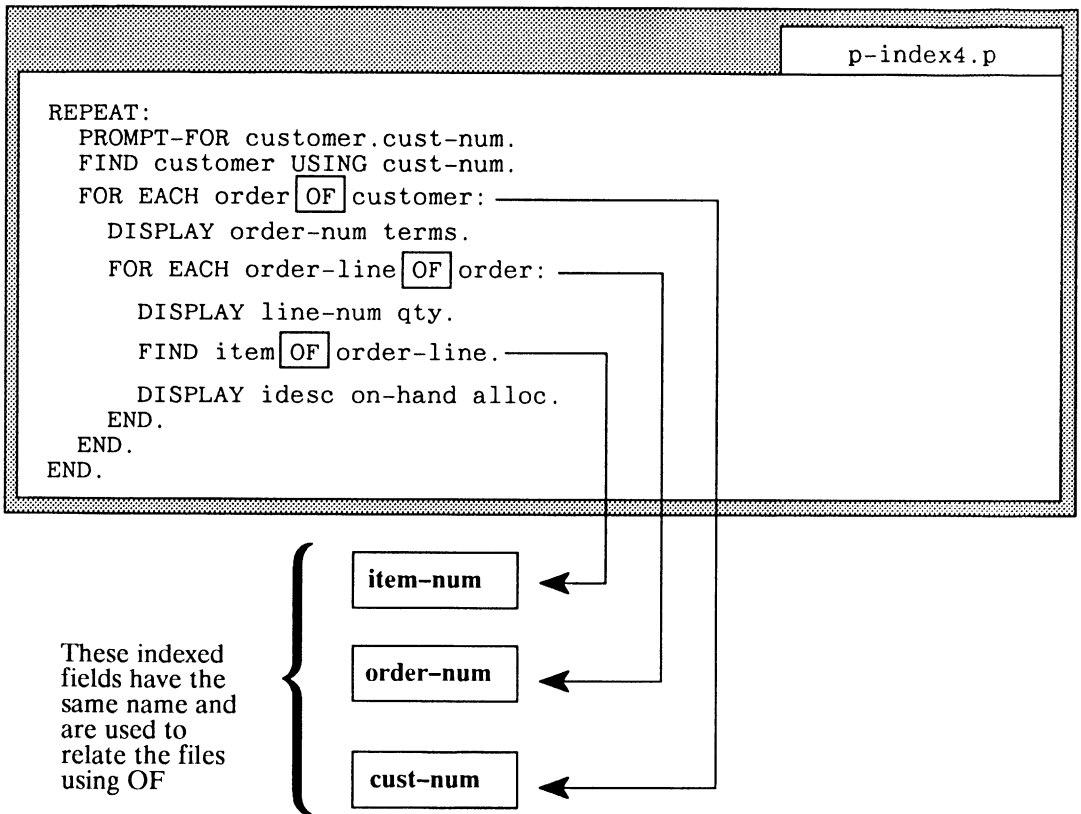 p-index4.p
REPEAT:
PROMPT-FOR customer.cust-num.
FIND customer USING cust-num.
FOR EACH order OF customer:
DISPLAY order-num terms.
FOR EACH order-line OF order:
DISPLAY line-num qty.
FIND item OF order-line.
DISPLAY idesc on-hand alloc.
END.
END.
END.
item-num
These indexed
fields have the
same name and
are used to
relate the files
using OF
order-num
cust-num